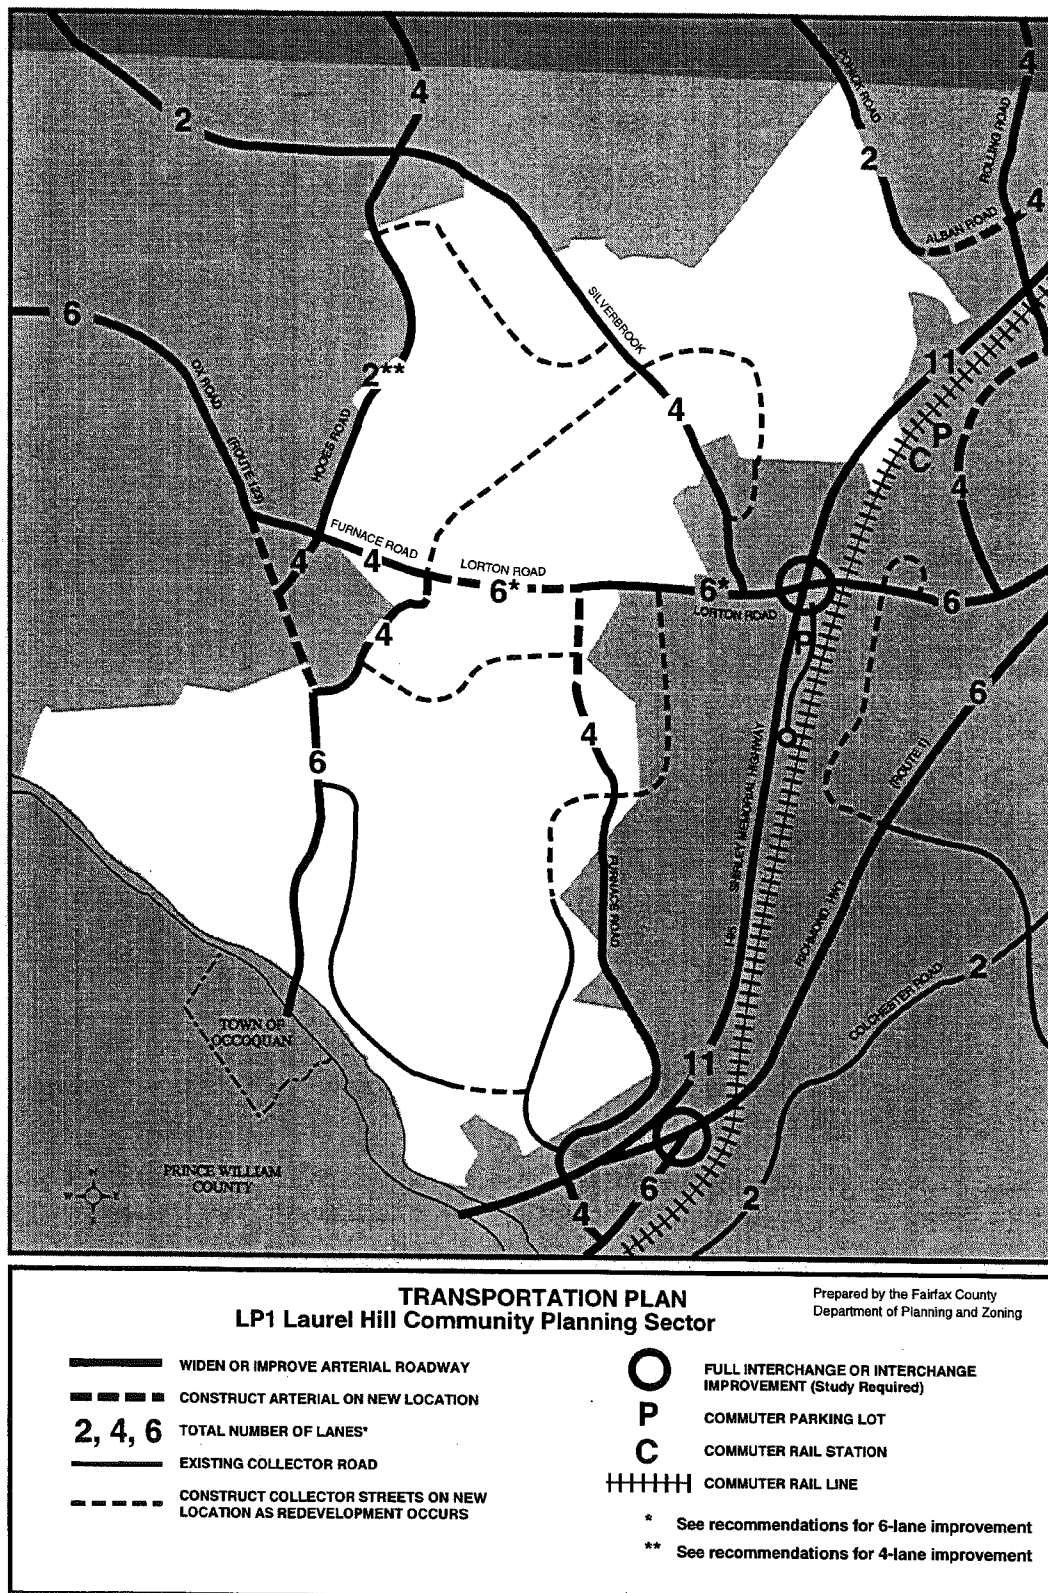 4
2
POHICK ROAD
4
2
ROLLING ROAD
4
ALBAN ROAD
6
SILVERBROOK
OX ROAD
(ROUTE 123)
2**
HOOES ROAD
4
11
P
C
4
FURNACE ROAD
4
4
LORTON ROAD
6*
6*
LORTON ROAD
6
4
P
6
4
6
(ROUTE 1)
SHIRLEY MEMORIAL HIGHWAY
FURNACE ROAD
RICHMOND HWY
2
COLCHESTER ROAD
TOWN OF
OCCOQUAN
11
PRINCE WILLIAM
COUNTY
N
W
6
4
2
TRANSPORTATION PLAN
LP1 Laurel Hill Community Planning Sector
Prepared by the Fairfax County
Department of Planning and Zoning
WIDEN OR IMPROVE ARTERIAL ROADWAY
CONSTRUCT ARTERIAL ON NEW LOCATION
2, 4, 6 TOTAL NUMBER OF LANES*
EXISTING COLLECTOR ROAD
CONSTRUCT COLLECTOR STREETS ON NEW
LOCATION AS REDEVELOPMENT OCCURS
FULL INTERCHANGE OR INTERCHANGE
IMPROVEMENT (Study Required)
P COMMUTER PARKING LOT
C COMMUTER RAIL STATION
COMMUTER RAIL LINE
* See recommendations for 6-lane improvement
** See recommendations for 4-lane improvement